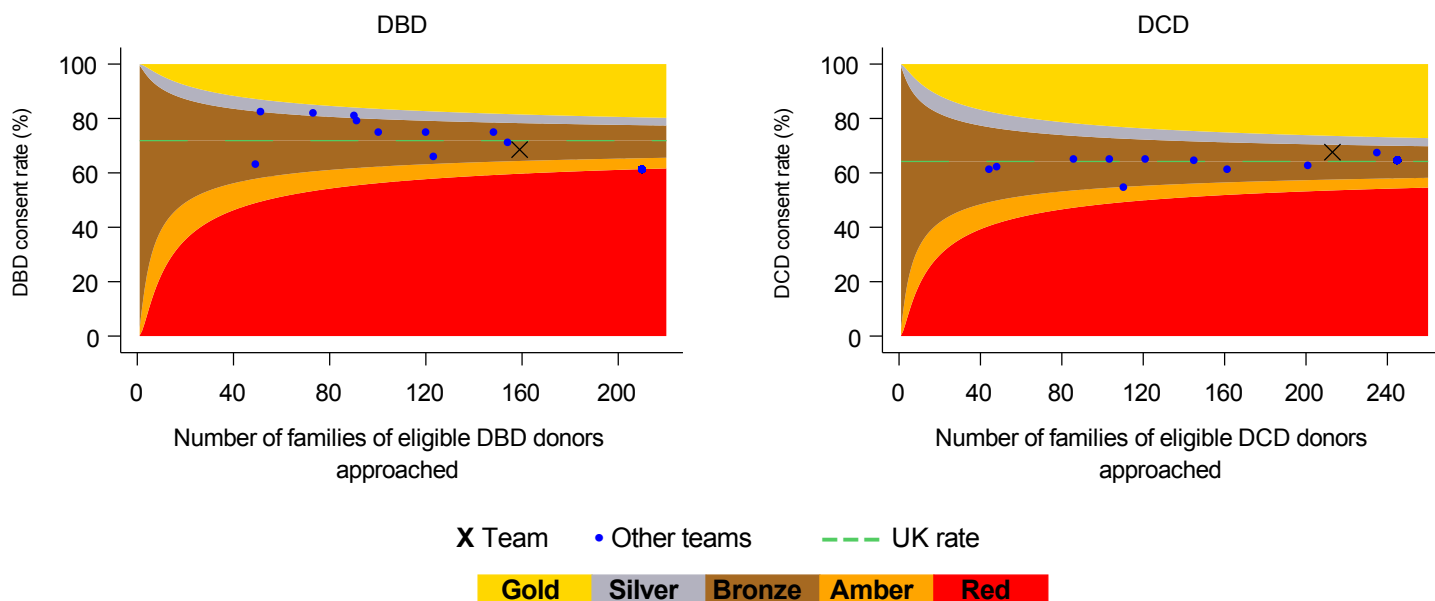 DBD
DBD consent rate (%)
100
80
60
40
20
0
0 40 80 120 160 200
Number of families of eligible DBD donors
approached
DCD
DCD consent rate (%)
100
80
60
40
20
0
0 40 80 120 160 200 240
Number of families of eligible DCD donors
approached
X Team Other teams UK rate
Gold Silver Bronze Amber Red